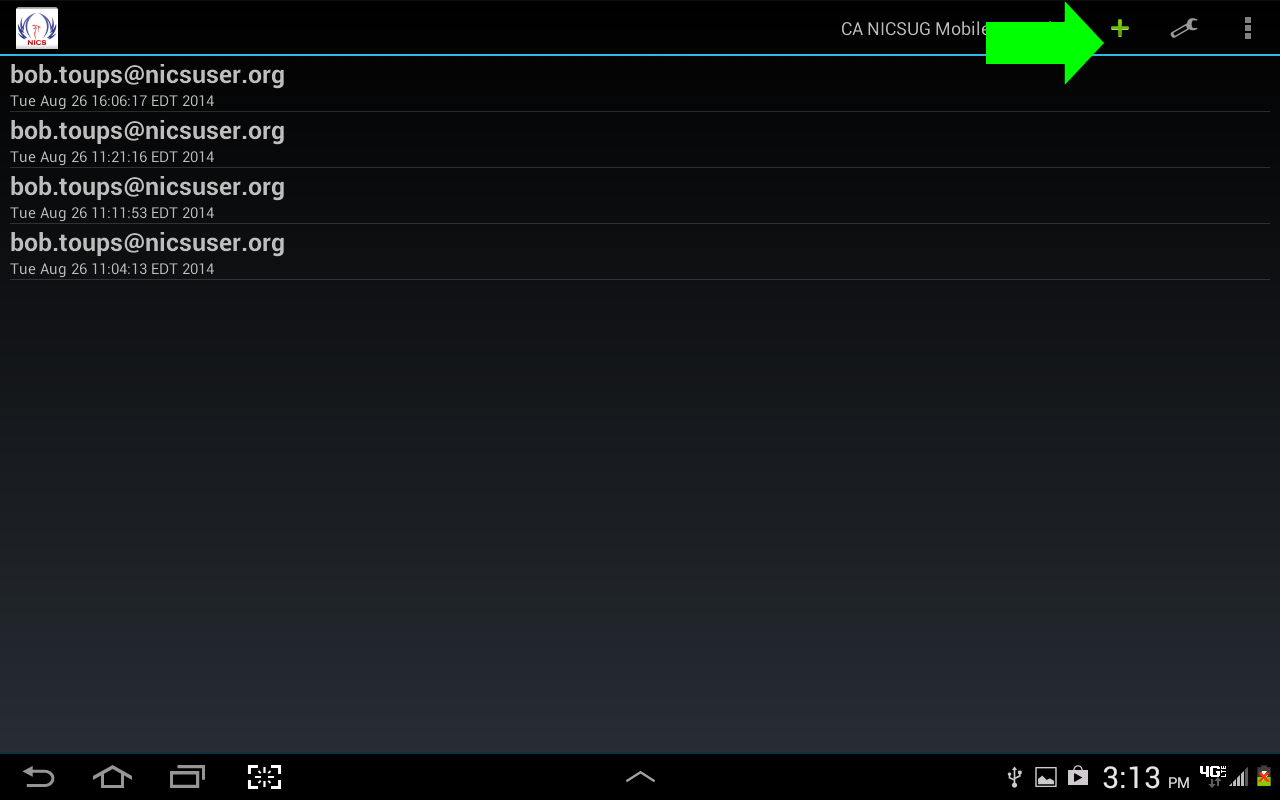 NICS
CA NICSUG Mobile
bob.toups@nicsuser.org
Tue Aug 26 16:06:17 EDT 2014
bob.toups@nicsuser.org
Tue Aug 26 11:21:16 EDT 2014
bob.toups@nicsuser.org
Tue Aug 26 11:11:53 EDT 2014
bob.toups@nicsuser.org
Tue Aug 26 11:04:13 EDT 2014
3:13 PM 4G LTE